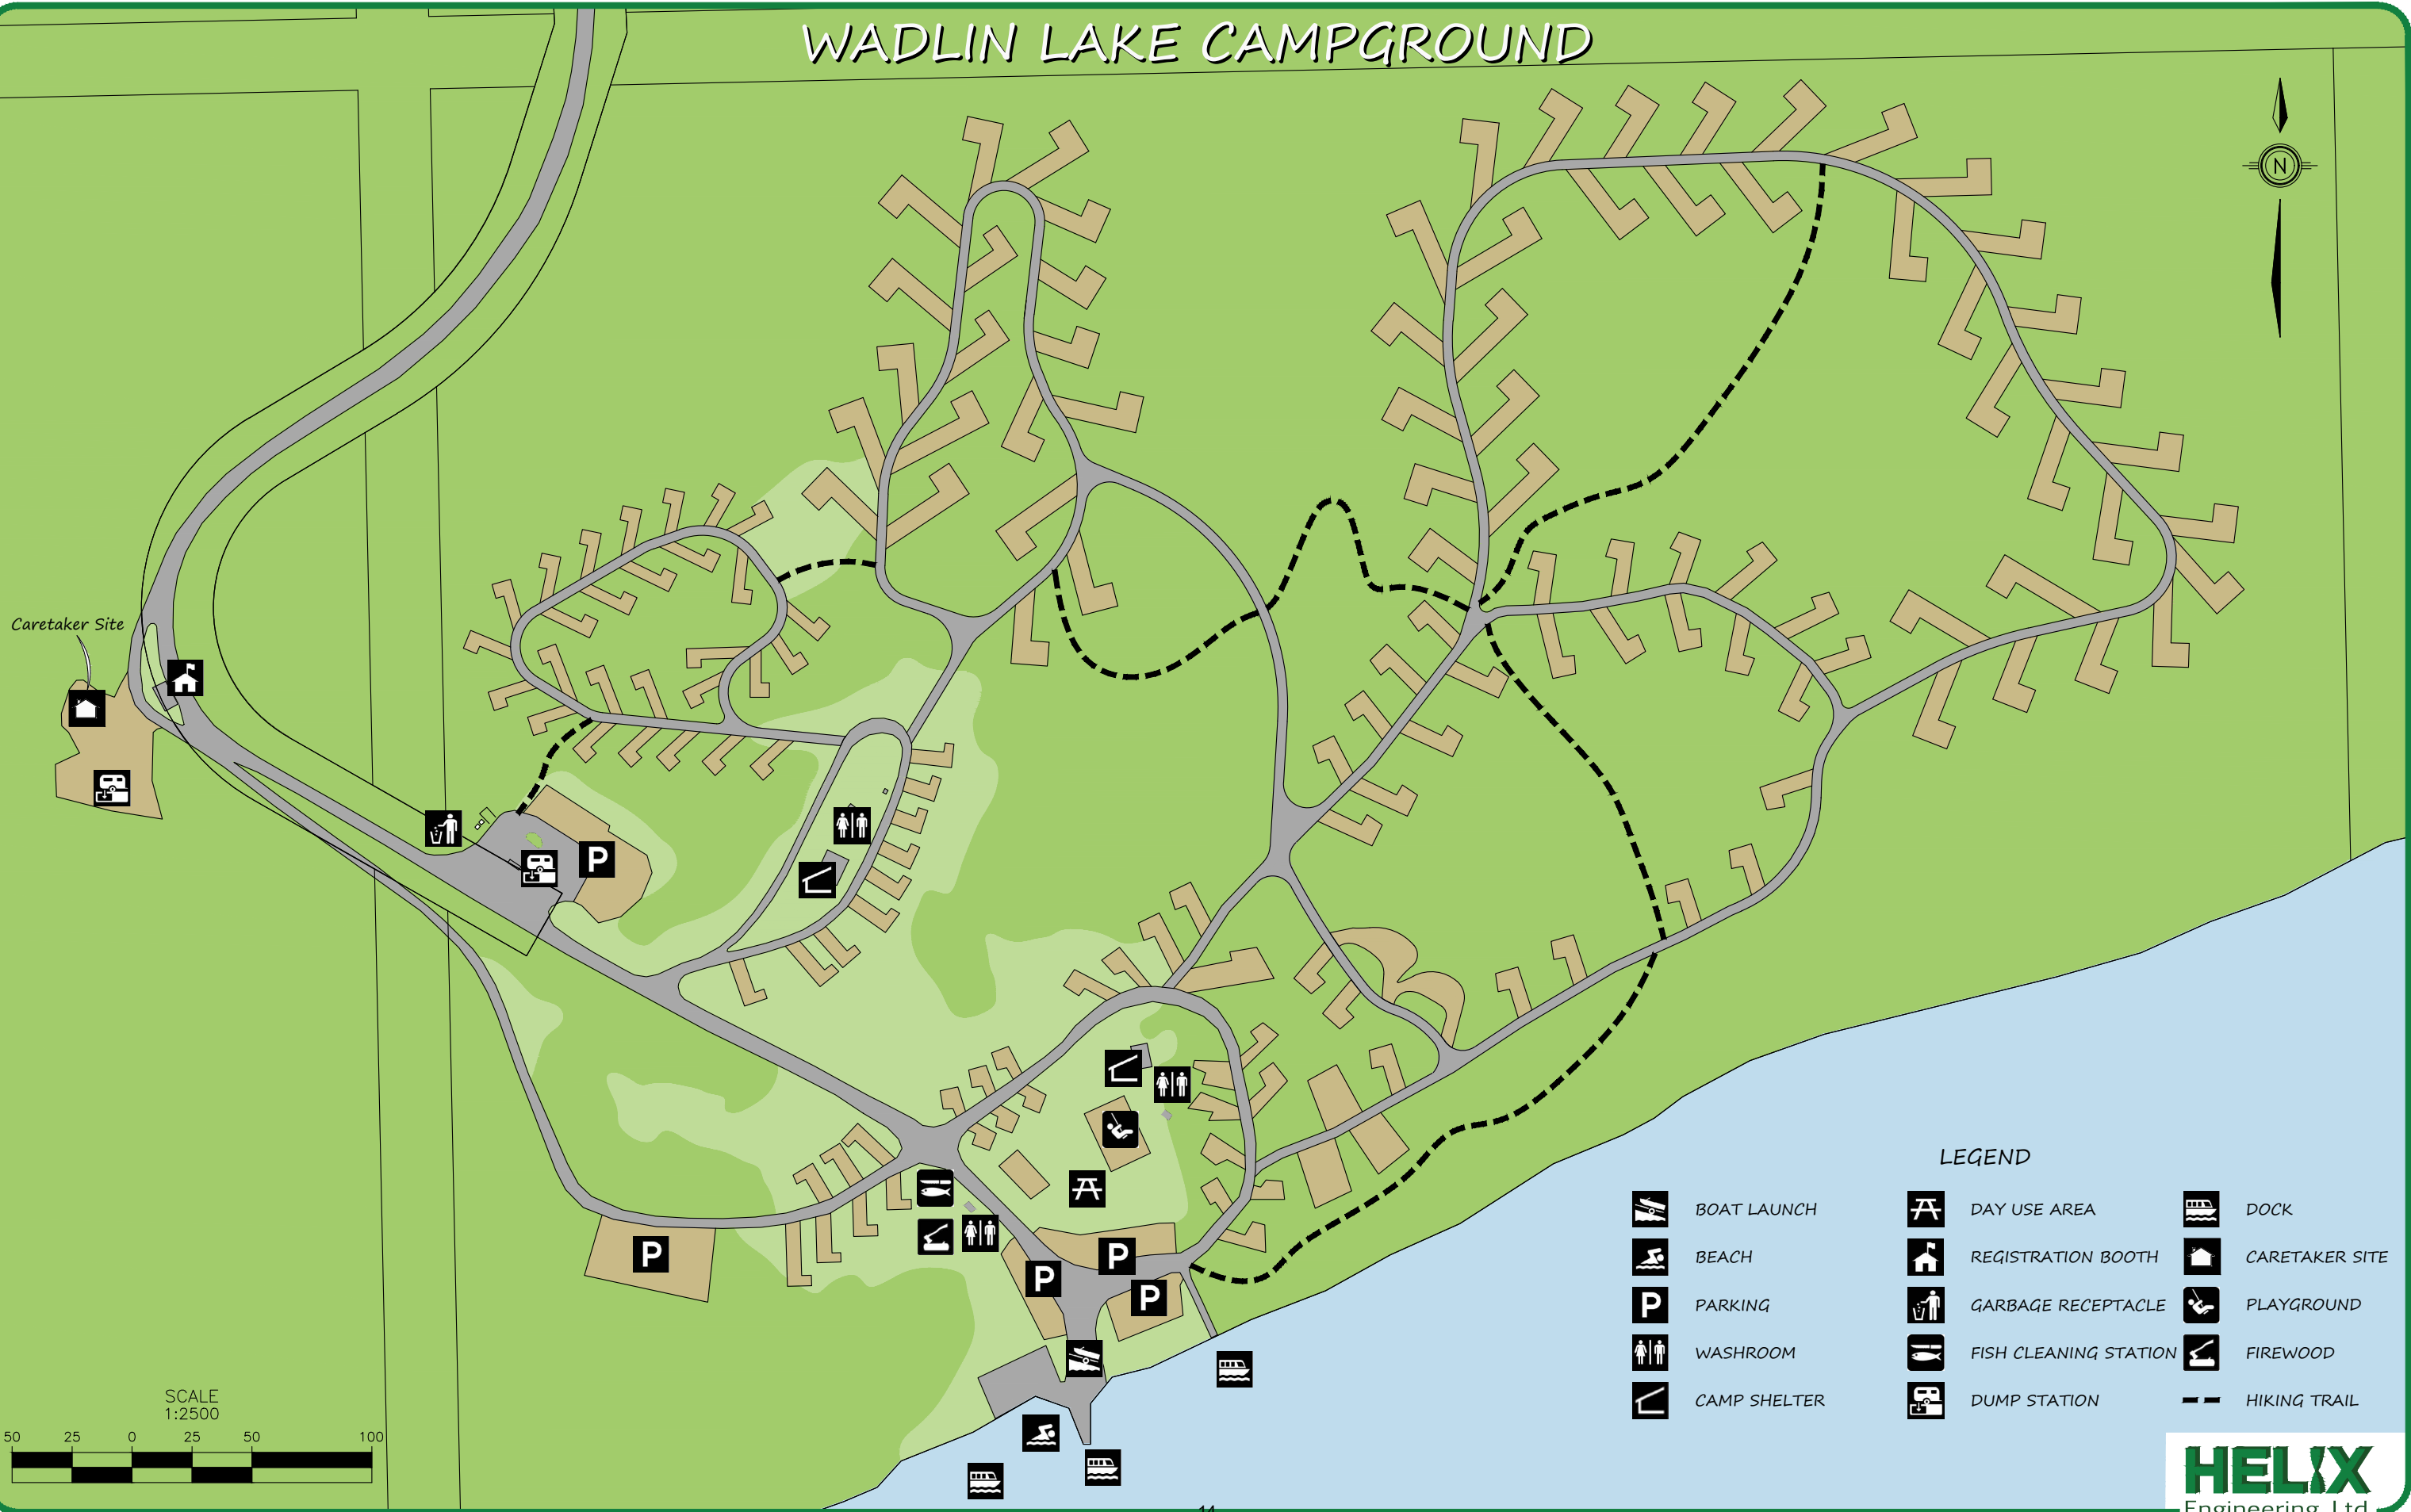 WADLIN LAKE CAMPGROUND
N
Caretaker Site
P
P
P
P
P
LEGEND
BOAT LAUNCH
DAY USE AREA
DOCK
BEACH
REGISTRATION BOOTH
CARETAKER SITE
P PARKING
GARBAGE RECEPTACLE
PLAYGROUND
WASHROOM
FISH CLEANING STATION
FIREWOOD
CAMP SHELTER
DUMP STATION
HIKING TRAIL
SCALE
1:2500
50 25 0 25 50 100
HELIX
Engineering Ltd
14